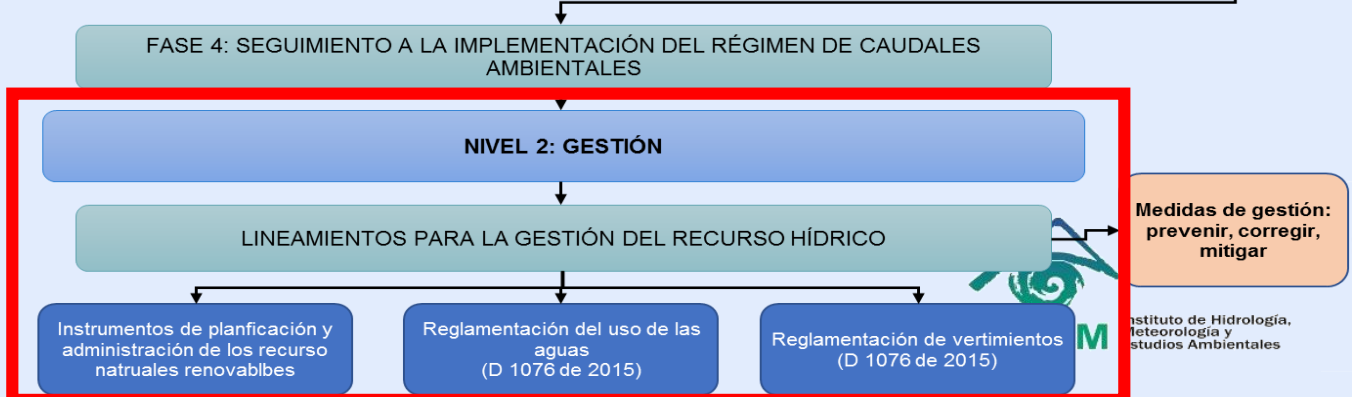 FASE 4: SEGUIMIENTO A LA IMPLEMENTACIÓN DEL RÉGIMEN DE CAUDALES
AMBIENTALES
NIVEL 2: GESTIÓN
LINEAMIENTOS PARA LA GESTIÓN DEL RECURSO HÍDRICO
Medidas de gestión:
prevenir, corregir,
mitigar
Instrumentos de planficación y
administración de los recurso
natruales renovablbes
Reglamentación del uso de las
aguas
(D 1076 de 2015)
Reglamentación de vertimientos
(D 1076 de 2015)
M
nstituto de Hidrología,
Meteorología y
studios Ambientales